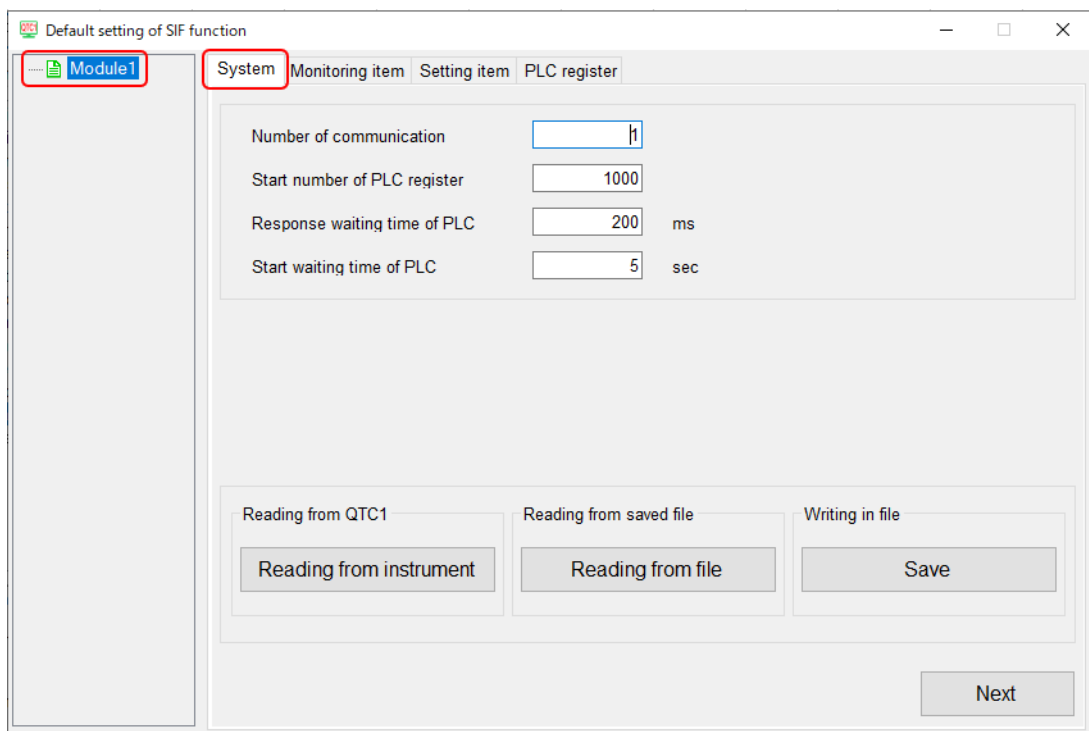 QTC1
Default setting of SIF function
Module1
System
Monitoring item
Setting item
PLC register
Number of communication
1
Start number of PLC register
1000
Response waiting time of PLC
200
ms
Start waiting time of PLC
5
sec
Reading from QTC1
Reading from saved file
Writing in file
Reading from instrument
Reading from file
Save
Next